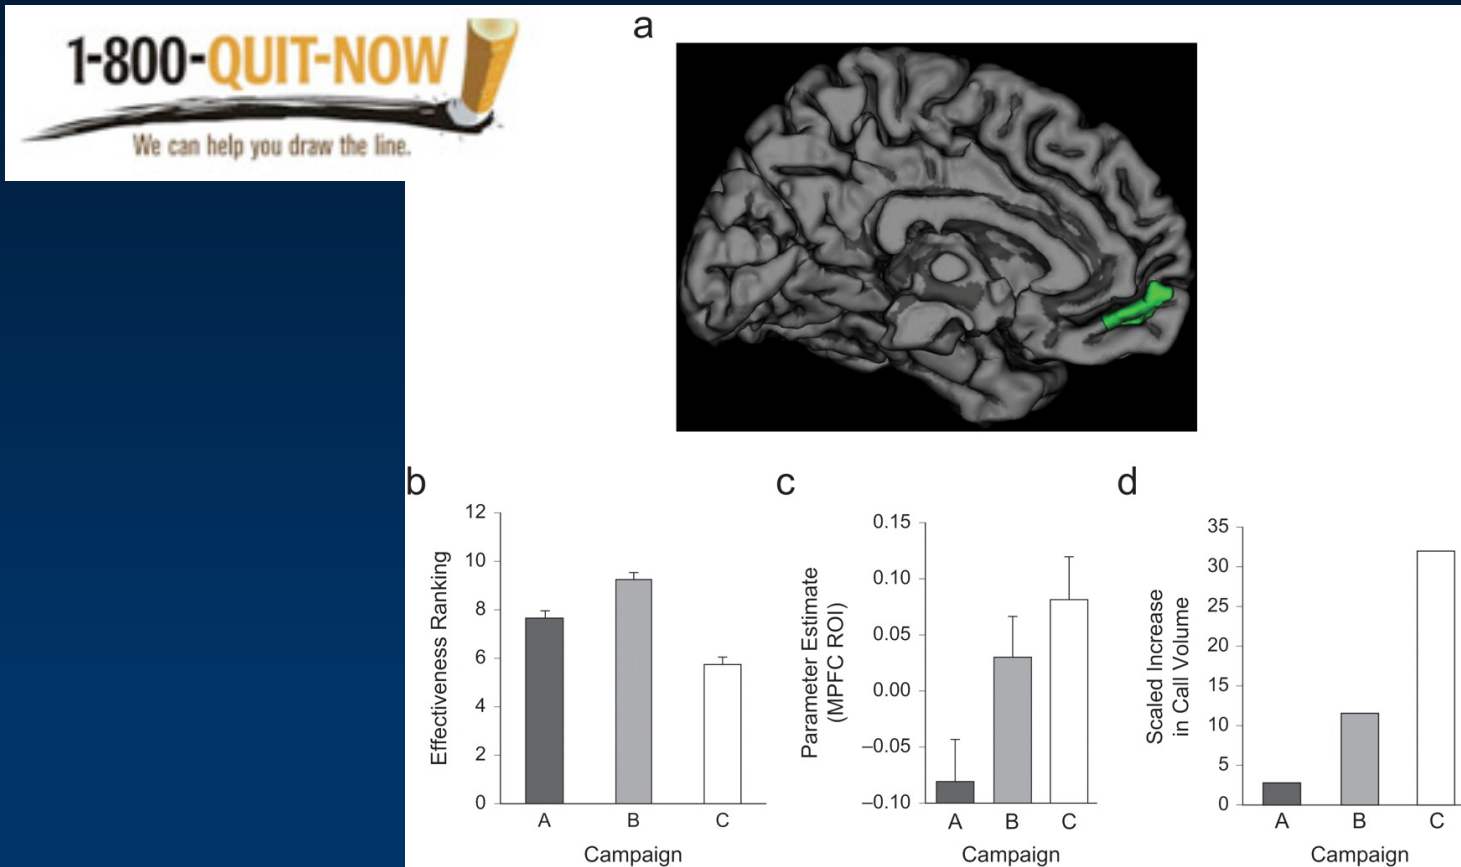 1-800-QUIT-NOW
We can help you draw the line.
a
b
12
10
8
6
4
2
0
Effectiveness Ranking
A B C
Campaign
c
0.15
0.10
0.05
0.00
–0.05
–0.10
Parameter Estimate
(MPFC ROI)
A B C
Campaign
d
35
30
25
20
15
10
5
0
Scaled Increase
in Call Volume
A B C
Campaign